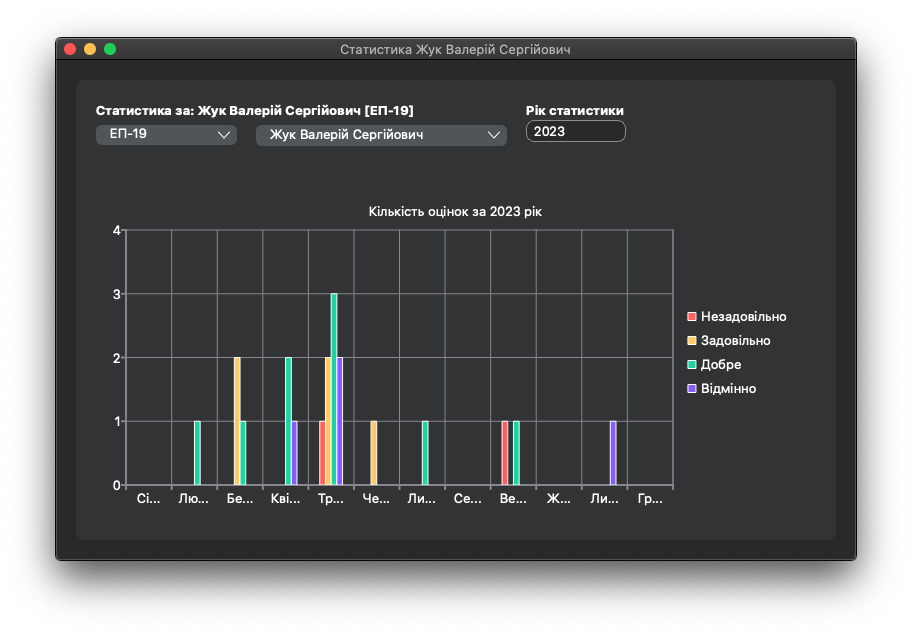 Статистика Жук Валерій Сергійович
Статистика за: Жук Валерій Сергійович [ЕП-19]
Рік статистики
ЕП-19
Жук Валерій Сергійович
2023
Кількість оцінок за 2023 рік
4
3
2
1
0
Сі... Лю... Бе... Кві... Тр... Че... Ли... Се... Ве... Ж... Ли... Гр...
Незадовільно
Задовільно
Добре
Відмінно